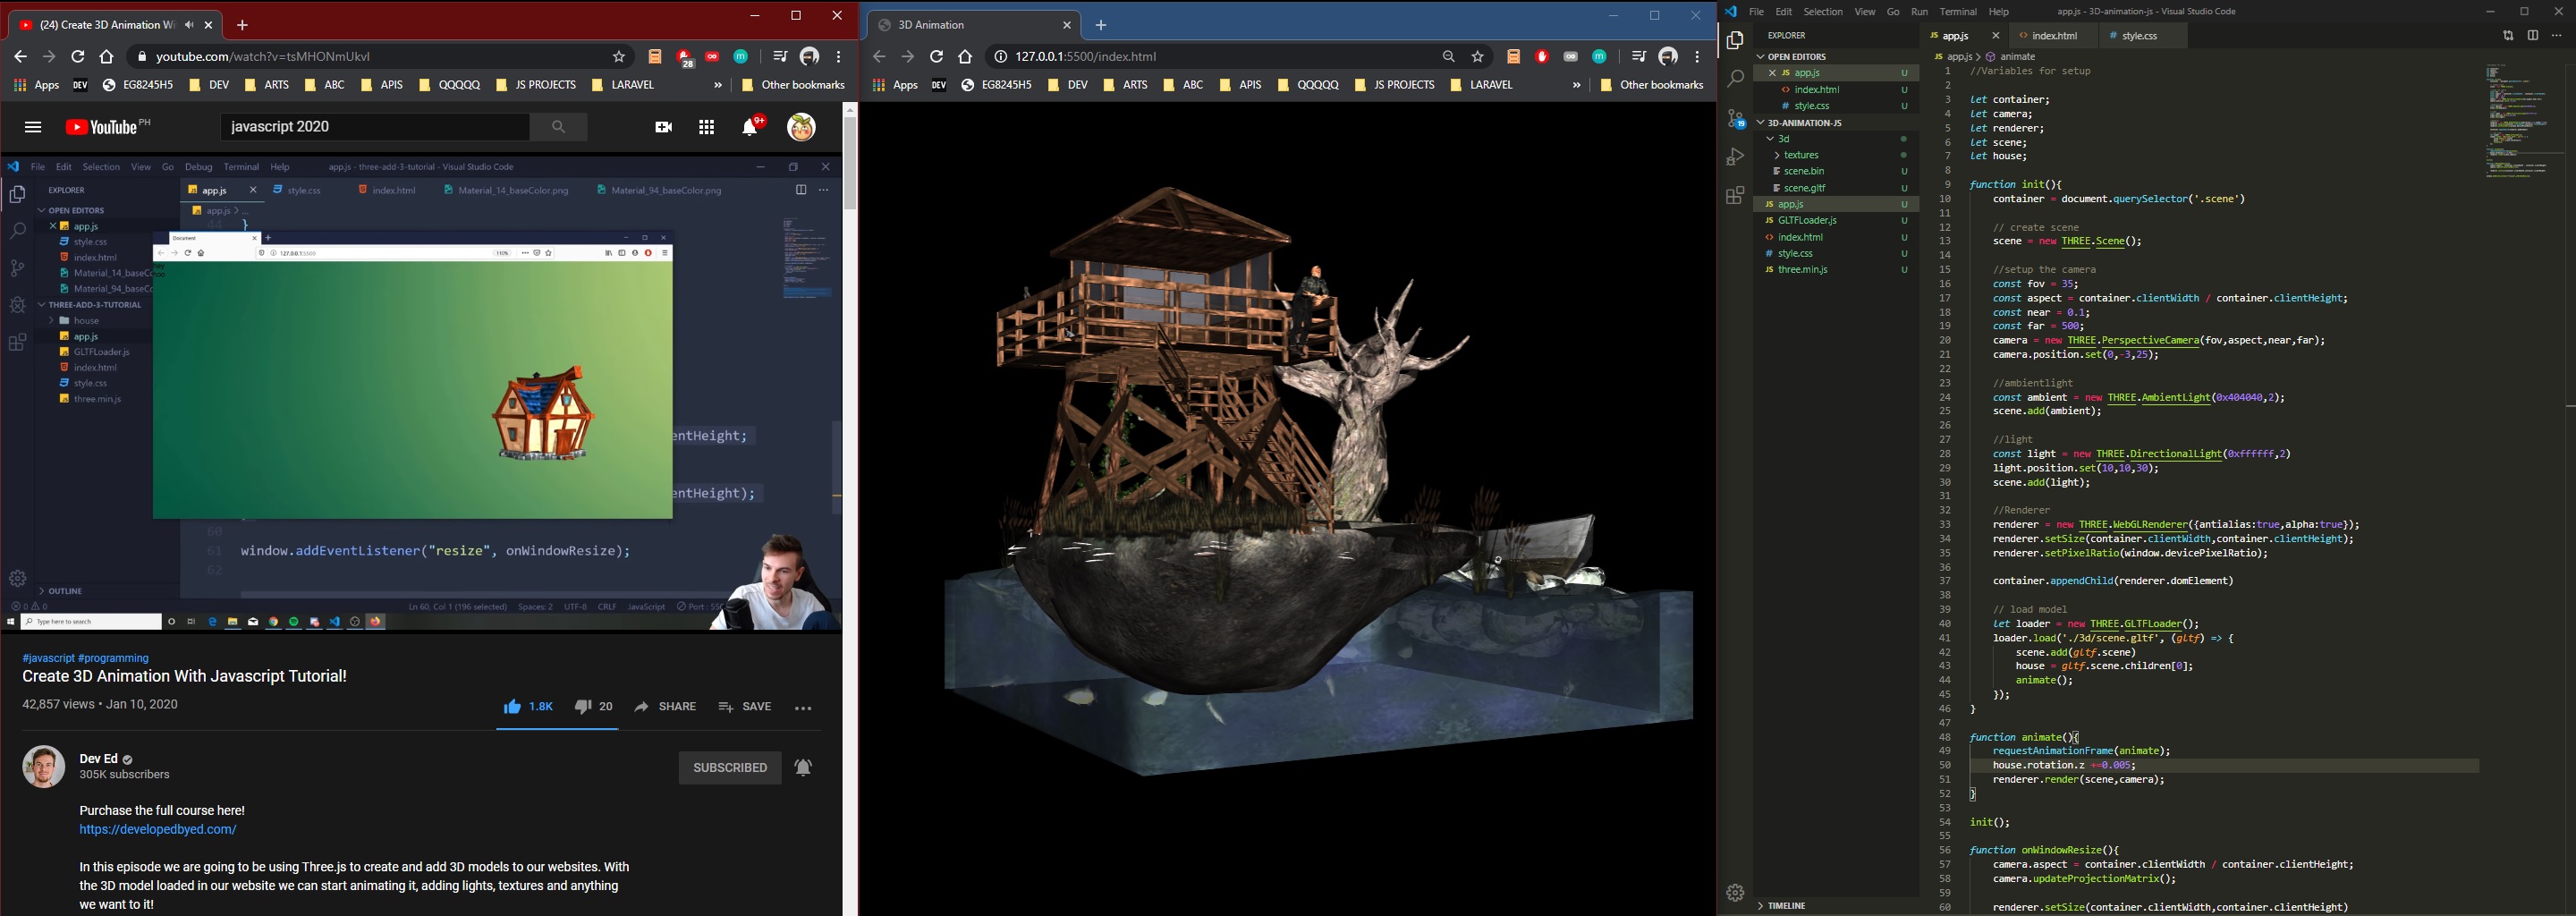 (24) Create 3D Animation Wi
youtube.com/watch?v=tsMHONmUkvI
28
Apps
DEV
EG8245H5
DEV
ARTS
ABC
APIS
QQQQQ
JS PROJECTS
LARAVEL
»
Other bookmarks
YouTube PH
javascript 2020
9+
File Edit Selection View Go Debug Terminal Help
app.js - three-add-3-tutorial - Visual Studio Code
EXPLORER
app.js
style.css
index.html
Material_14_baseColor.png
Material_94_baseColor.png
OPEN EDITORS
app.js > ...
app.js
44 }
style.css
index.html
Material_14_baseCo
Material_94_baseCo
THREE-ADD-3-TUTORIAL
house
app.js
GLTFLoader.js
index.html
style.css
three.min.js
Document
127.0.0.1:5500
110%
entHeight;
entHeight);
60
61 window.addEventListener("resize", onWindowResize);
62
OUTLINE
Ln 60, Col 1 (196 selected) Spaces: 2 UTF-8 CRLF JavaScript
Type here to search
#javascript #programming
Create 3D Animation With Javascript Tutorial!
42,857 views • Jan 10, 2020
1.8K
20
SHARE
SAVE
Dev Ed
305K subscribers
SUBSCRIBED
Purchase the full course here!
https://developedbyed.com/
In this episode we are going to be using Three.js to create and add 3D models to our websites. With
the 3D model loaded in our website we can start animating it, adding lights, textures and anything
we want to it!
3D Animation
127.0.0.1:5500/index.html
Apps
DEV
EG8245H5
DEV
ARTS
ABC
APIS
QQQQQ
JS PROJECTS
LARAVEL
»
Other bookmarks
File Edit Selection View Go Run Terminal Help
app.js - 3D-animation-js - Visual Studio Code
EXPLORER
OPEN EDITORS
app.js U
index.html U
style.css U
3D-ANIMATION-JS
3d
textures
scene.bin U
scene.gltf U
app.js U
GLTFLoader.js U
index.html U
style.css U
three.min.js U
19
TIMELINE
app.js
index.html
style.css
app.js > animate
1 //Variables for setup
2
3 let container;
4 let camera;
5 let renderer;
6 let scene;
7 let house;
8
9 function init(){
10 container = document.querySelector('.scene')
11
12 // create scene
13 scene = new THREE.Scene();
14
15 //setup the camera
16 const fov = 35;
17 const aspect = container.clientWidth / container.clientHeight;
18 const near = 0.1;
19 const far = 500;
20 camera = new THREE.PerspectiveCamera(fov,aspect,near,far);
21 camera.position.set(0,-3,25);
22
23 //ambientlight
24 const ambient = new THREE.AmbientLight(0x404040,2);
25 scene.add(ambient);
26
27 //light
28 const light = new THREE.DirectionalLight(0xffffff,2)
29 light.position.set(10,10,30);
30 scene.add(light);
31
32 //Renderer
33 renderer = new THREE.WebGLRenderer({antialias:true,alpha:true});
34 renderer.setSize(container.clientWidth,container.clientHeight);
35 renderer.setPixelRatio(window.devicePixelRatio);
36
37 container.appendChild(renderer.domElement)
38
39 // load model
40 let loader = new THREE.GLTFLoader();
41 loader.load('./3d/scene.gltf', (gltf) => {
42 scene.add(gltf.scene)
43 house = gltf.scene.children[0];
44 animate();
45 });
46 }
47
48 function animate(){
49 requestAnimationFrame(animate);
50 house.rotation.z +=0.005;
51 renderer.render(scene,camera);
52 }
53
54 init();
55
56 function onWindowResize(){
57 camera.aspect = container.clientWidth / container.clientHeight;
58 camera.updateProjectionMatrix();
59
60 renderer.setSize(container.clientWidth,container.clientHeight)